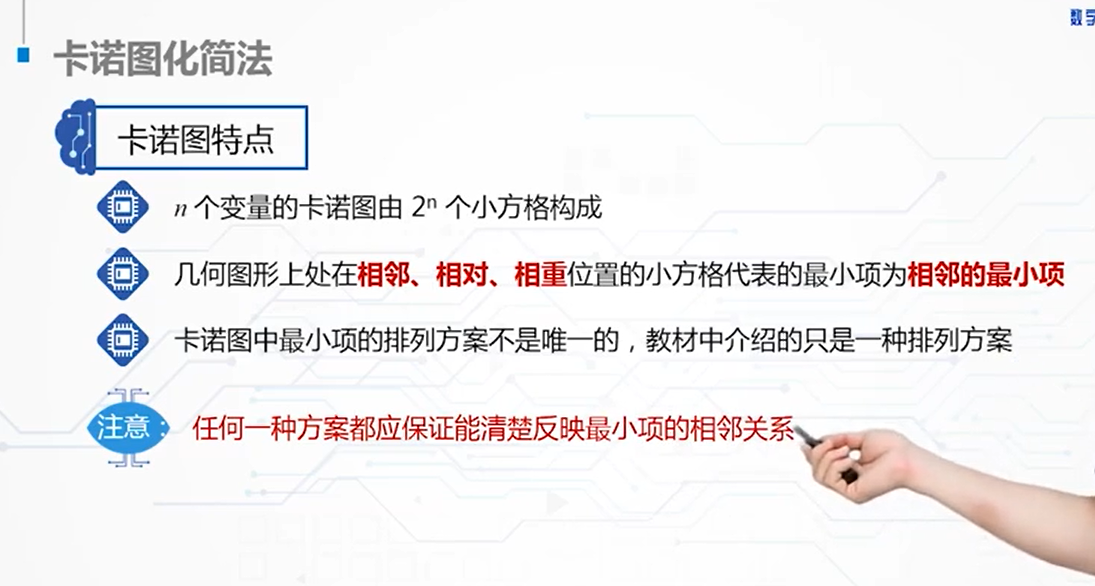 数字
卡诺图化简法
卡诺图特点
n 个变量的卡诺图由 2ⁿ 个小方格构成
几何图形上处在相邻、相对、相重位置的小方格代表的最小项为相邻的最小项
卡诺图中最小项的排列方案不是唯一的，教材中介绍的只是一种排列方案
注意：
任何一种方案都应保证能清楚反映最小项的相邻关系